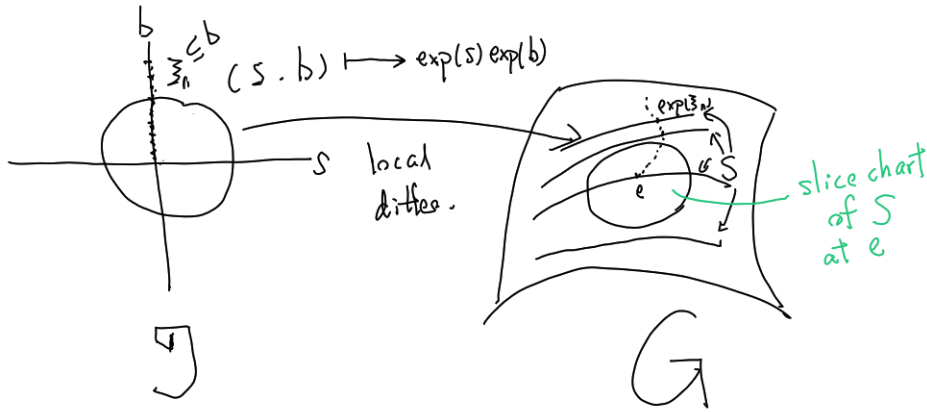 b
ξₙ ∈ b
(s, b) ⟼ exp(s) exp(b)
s
local
diffeo.
exp(ξₙ)
S
e
slice chart
of S
at e
g
G